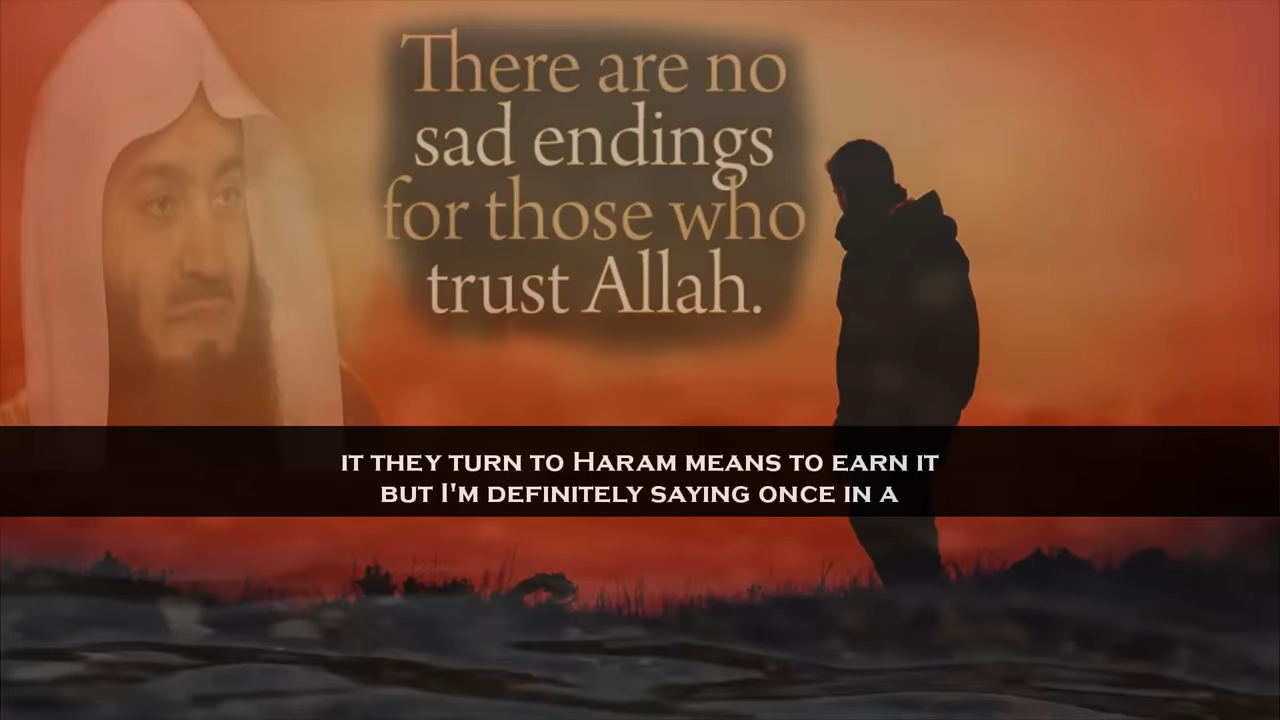 There are no
sad endings
for those who
trust Allah.
IT THEY TURN TO HARAM MEANS TO EARN IT
BUT I'M DEFINITELY SAYING ONCE IN A